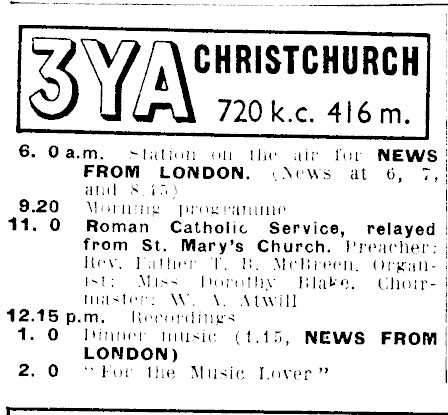 3YA CHRISTCHURCH
720 k.c. 416 m.
6. 0 a.m. Station on the air for NEWS
FROM LONDON. (News at 6, 7,
and 8.45)
9.20 Morning programme
11. 0 Roman Catholic Service, relayed
from St. Mary's Church. Preacher:
Rev. Father T. B. McBreen. Organ-
ist: Miss Dorothy Blake. Choir-
master: W. A. Atwill
12.15 p.m. Recordings
1. 0 Dinner music (1.15, NEWS FROM
LONDON)
2. 0 "For the Music Lover"